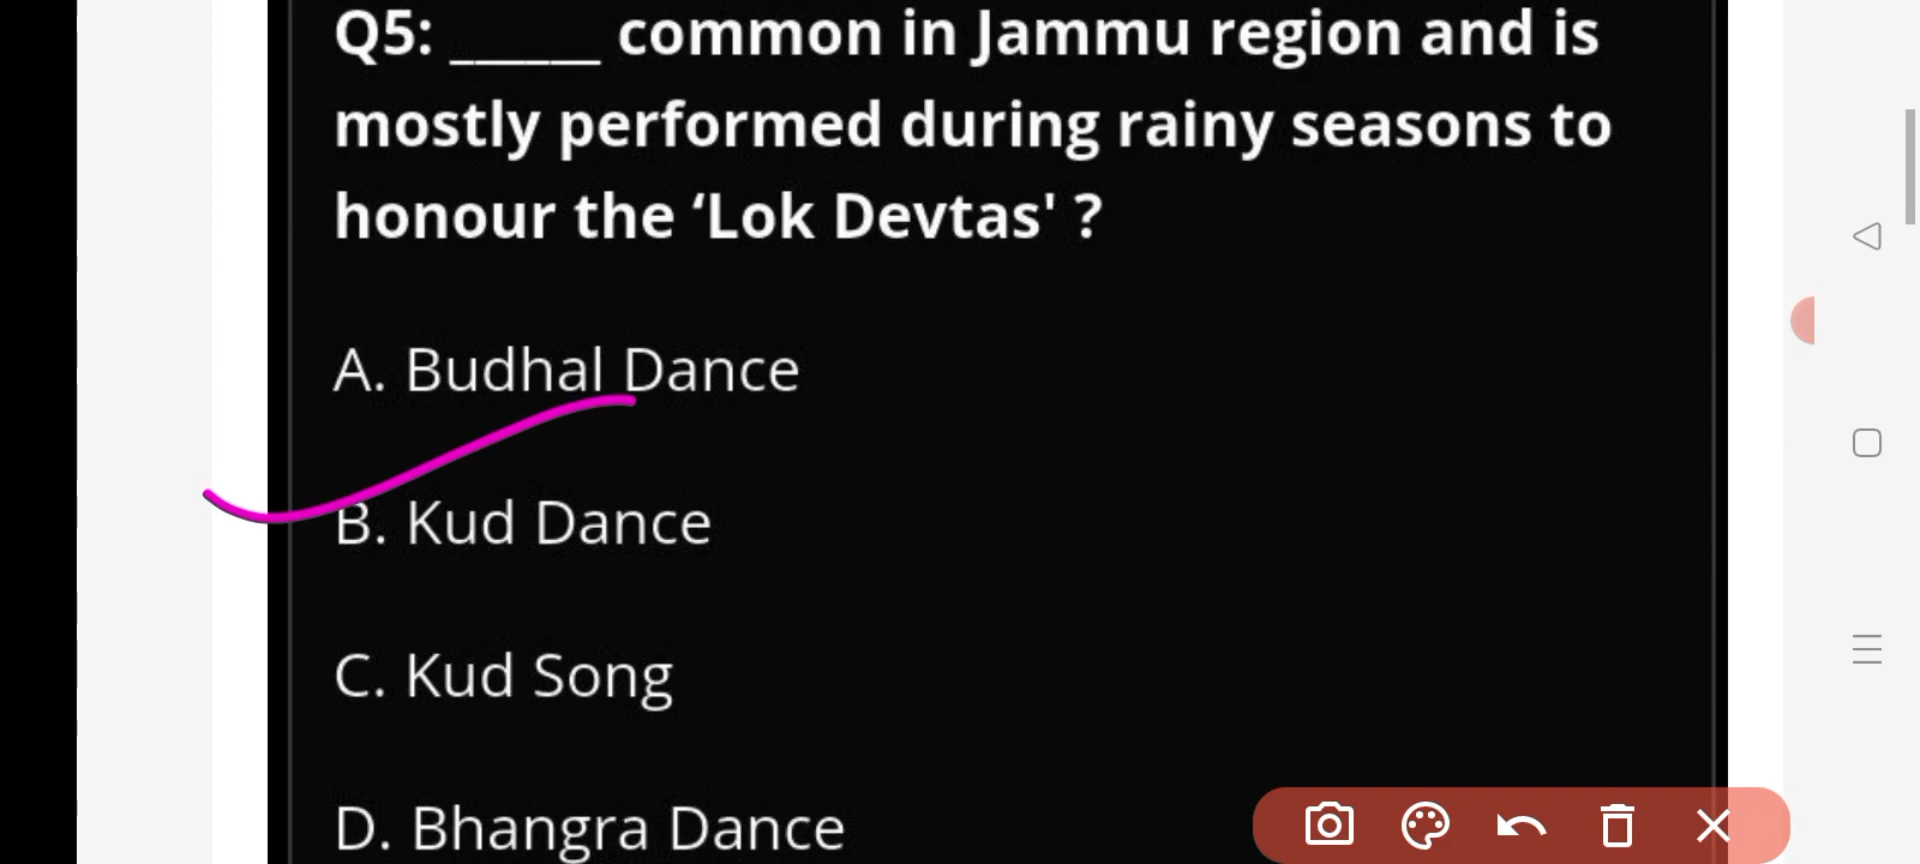 Q5: ______ common in Jammu region and is
mostly performed during rainy seasons to
honour the ‘Lok Devtas' ?
A. Budhal Dance
B. Kud Dance
C. Kud Song
D. Bhangra Dance